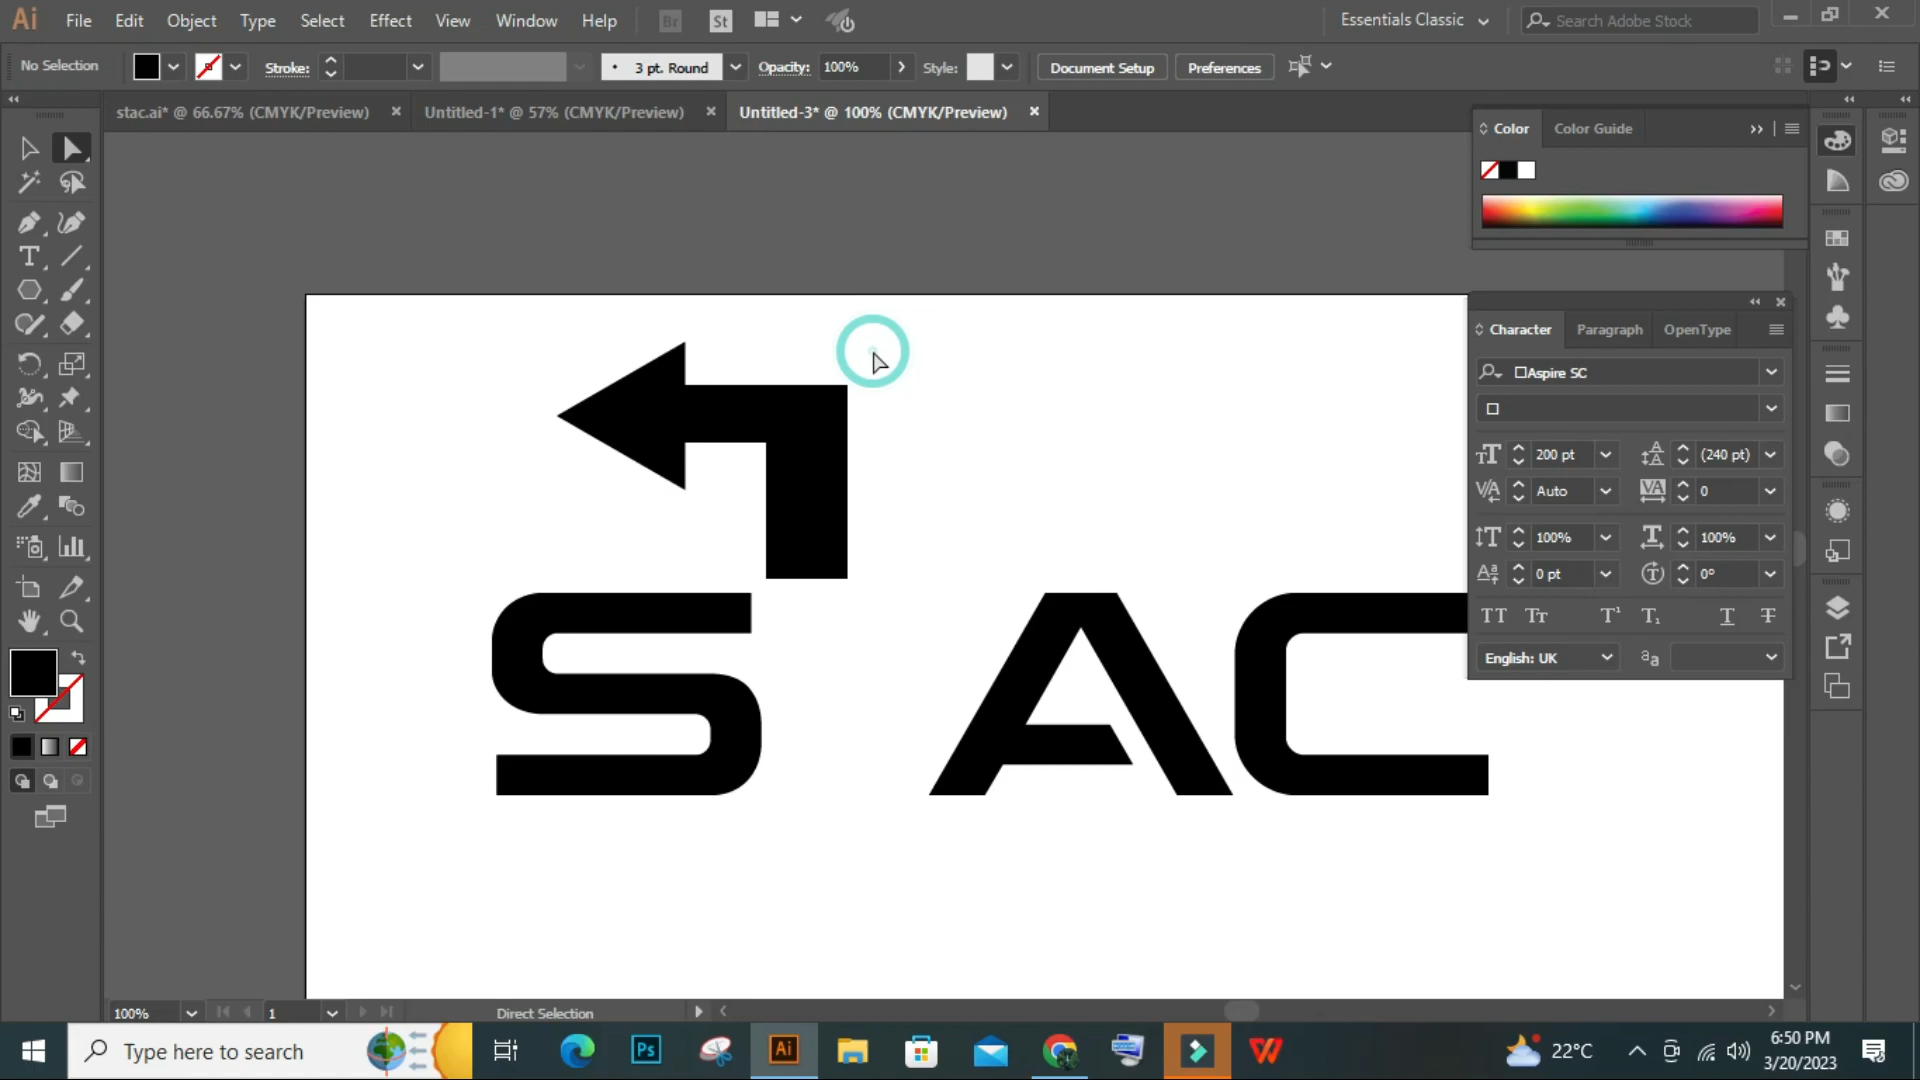 Ai File Edit Object Type Select Effect View Window Help Br St Essentials Classic Search Adobe Stock
No Selection Stroke: 3 pt. Round Opacity: 100% Style: Document Setup Preferences
stac.ai* @ 66.67% (CMYK/Preview) Untitled-1* @ 57% (CMYK/Preview) Untitled-3* @ 100% (CMYK/Preview)
Color Color Guide
Character Paragraph OpenType
Aspire SC
200 pt (240 pt)
Auto 0
100% 100%
0 pt 0°
English: UK
S AC
100% 1 Direct Selection
Type here to search Ps Ai 22°C 6:50 PM
3/20/2023